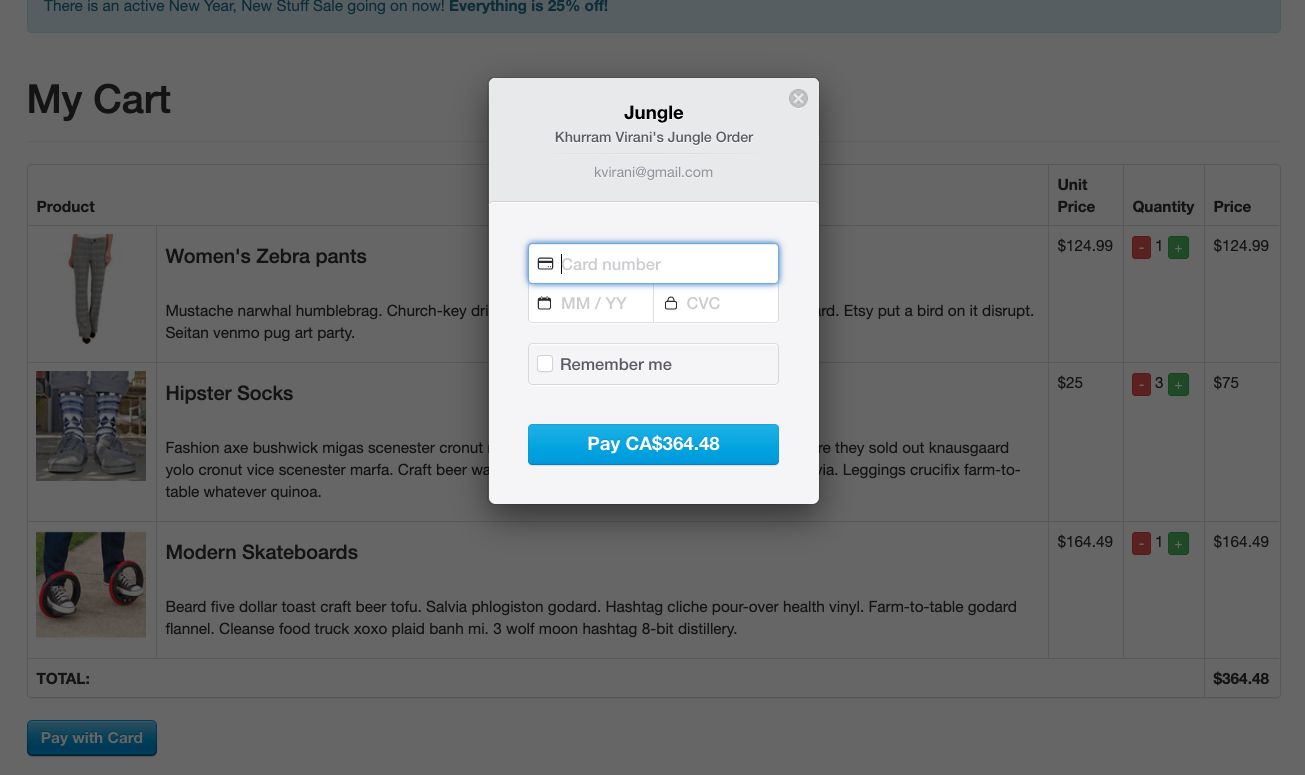 There is an active New Year, New Stuff Sale going on now! Everything is 25% off!
My Cart
Product
Unit Price
Quantity
Price
Women's Zebra pants
Mustache narwhal humblebrag. Church-key dri
rd. Etsy put a bird on it disrupt.
Seitan venmo pug art party.
$124.99
- 1 +
$124.99
Hipster Socks
Fashion axe bushwick migas scenester cronut
re they sold out knausgaard
yolo cronut vice scenester marfa. Craft beer wa
via. Leggings crucifix farm-to-
table whatever quinoa.
$25
- 3 +
$75
Modern Skateboards
Beard five dollar toast craft beer tofu. Salvia phlogiston godard. Hashtag cliche pour-over health vinyl. Farm-to-table godard
flannel. Cleanse food truck xoxo plaid banh mi. 3 wolf moon hashtag 8-bit distillery.
$164.49
- 1 +
$164.49
TOTAL:
$364.48
Pay with Card
Jungle
Khurram Virani's Jungle Order
kvirani@gmail.com
Card number
MM / YY
CVC
Remember me
Pay CA$364.48